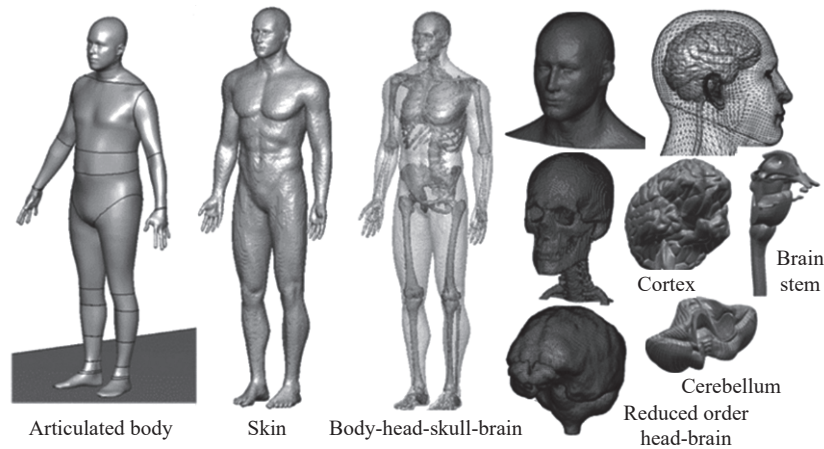 Articulated body
Skin
Body-head-skull-brain
Cortex
Brain
stem
Cerebellum
Reduced order
head-brain